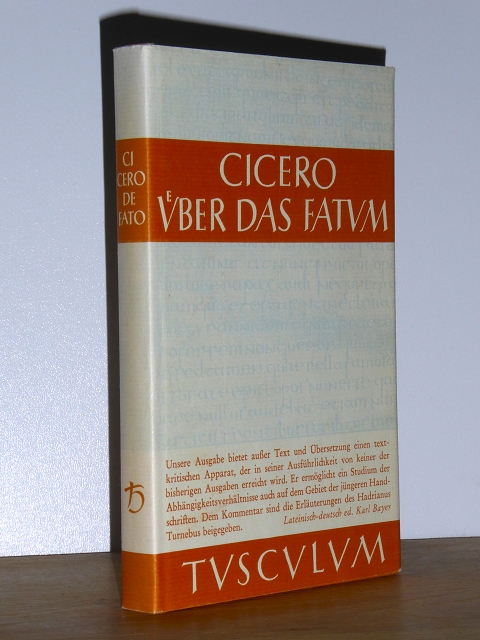 CI
CERO
DE
FATO
CICERO
VͤBER DAS FATVM
Unsere Ausgabe bietet außer Text und Übersetzung einen text-
kritischen Apparat, der in seiner Ausführlichkeit von keiner der
bisherigen Ausgaben erreicht wird. Er ermöglicht ein Studium der
Abhängigkeitsverhältnisse auch auf dem Gebiet der jüngeren Hand-
schriften. Dem Kommentar sind die Erläuterungen des Hadrianus
Turnebus beigegeben. Lateinisch-deutsch ed. Karl Bayer
TVSCVLVM